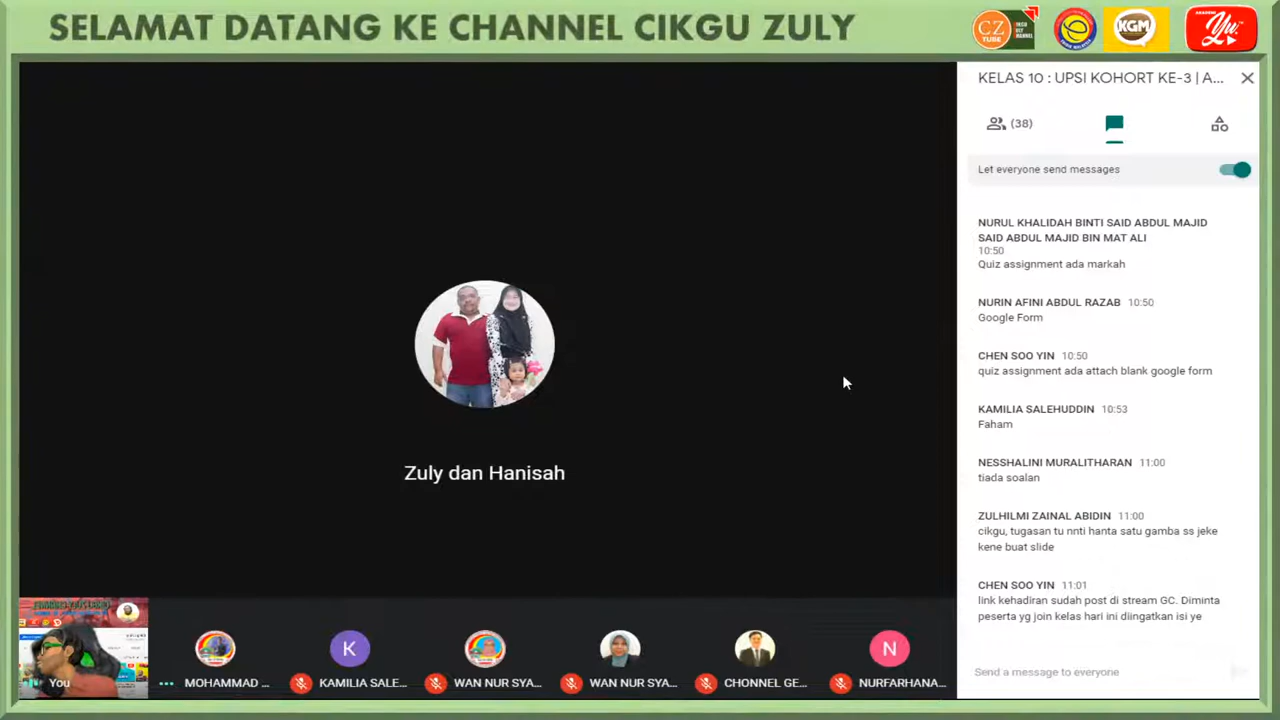 SELAMAT DATANG KE CHANNEL CIKGU ZULY
CZ
TUBE
KGM
Yu.
KELAS 10 : UPSI KOHORT KE-3 | A...
(38)
Let everyone send messages
NURUL KHALIDAH BINTI SAID ABDUL MAJID
SAID ABDUL MAJID BIN MAT ALI
10:50
Quiz assignment ada markah
NURIN AFINI ABDUL RAZAB 10:50
Google Form
CHEN SOO YIN 10:50
quiz assignment ada attach blank google form
KAMILIA SALEHUDDIN 10:53
Faham
NESSHALINI MURALITHARAN 11:00
tiada soalan
ZULHILMI ZAINAL ABIDIN 11:00
cikgu, tugasan tu nnti hanta satu gamba ss jeke
kene buat slide
CHEN SOO YIN 11:01
link kehadiran sudah post di stream GC. Diminta
peserta yg join kelas hari ini diingatkan isi ye
Send a message to everyone
Zuly dan Hanisah
You
MOHAMMAD ...
K
KAMILIA SALE...
WAN NUR SYA...
WAN NUR SYA...
CHONNEL GE...
N
NURFARHANA...